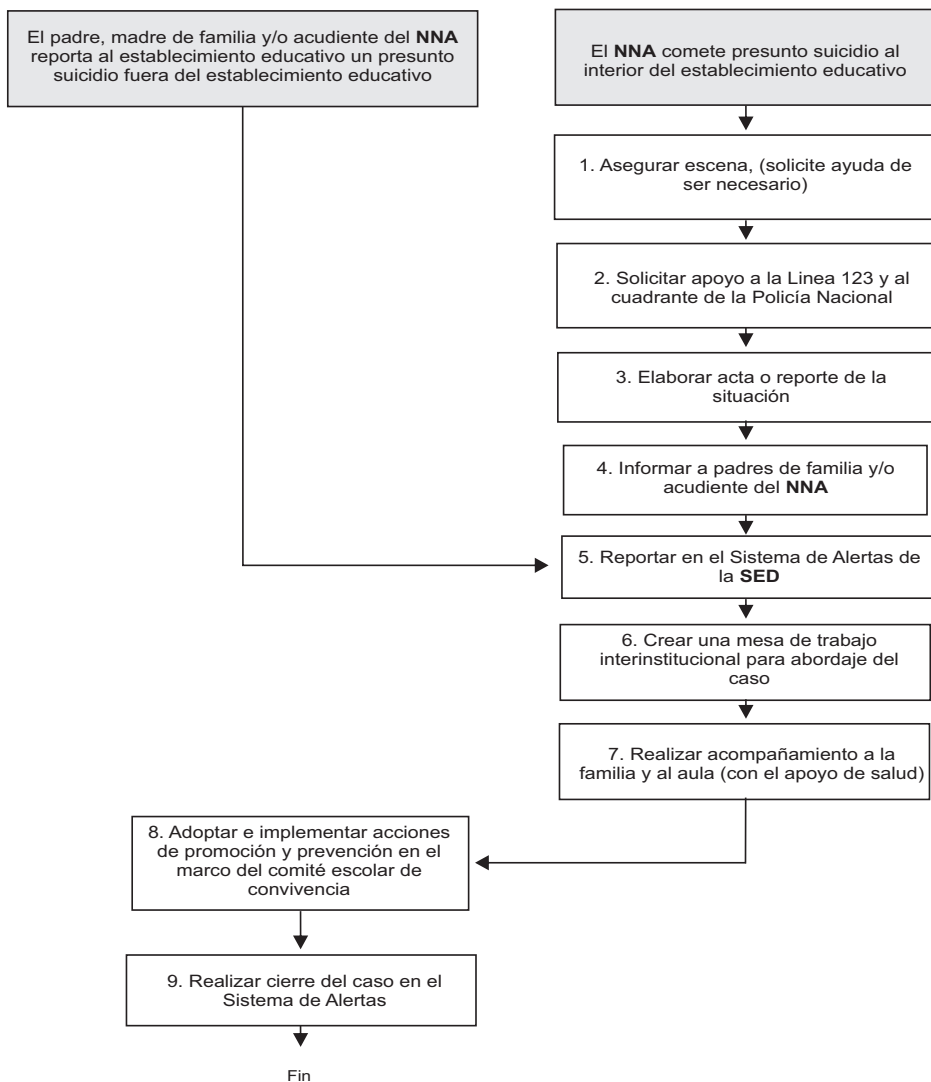 El padre, madre de familia y/o acudiente del NNA
reporta al establecimiento educativo un presunto
suicidio fuera del establecimiento educativo
El NNA comete presunto suicidio al
interior del establecimiento educativo
1. Asegurar escena, (solicite ayuda de
ser necesario)
2. Solicitar apoyo a la Linea 123 y al
cuadrante de la Policía Nacional
3. Elaborar acta o reporte de la
situación
4. Informar a padres de familia y/o
acudiente del NNA
5. Reportar en el Sistema de Alertas de
la SED
6. Crear una mesa de trabajo
interinstitucional para abordaje del
caso
7. Realizar acompañamiento a la
familia y al aula (con el apoyo de salud)
8. Adoptar e implementar acciones
de promoción y prevención en el
marco del comité escolar de
convivencia
9. Realizar cierre del caso en el
Sistema de Alertas
Fin